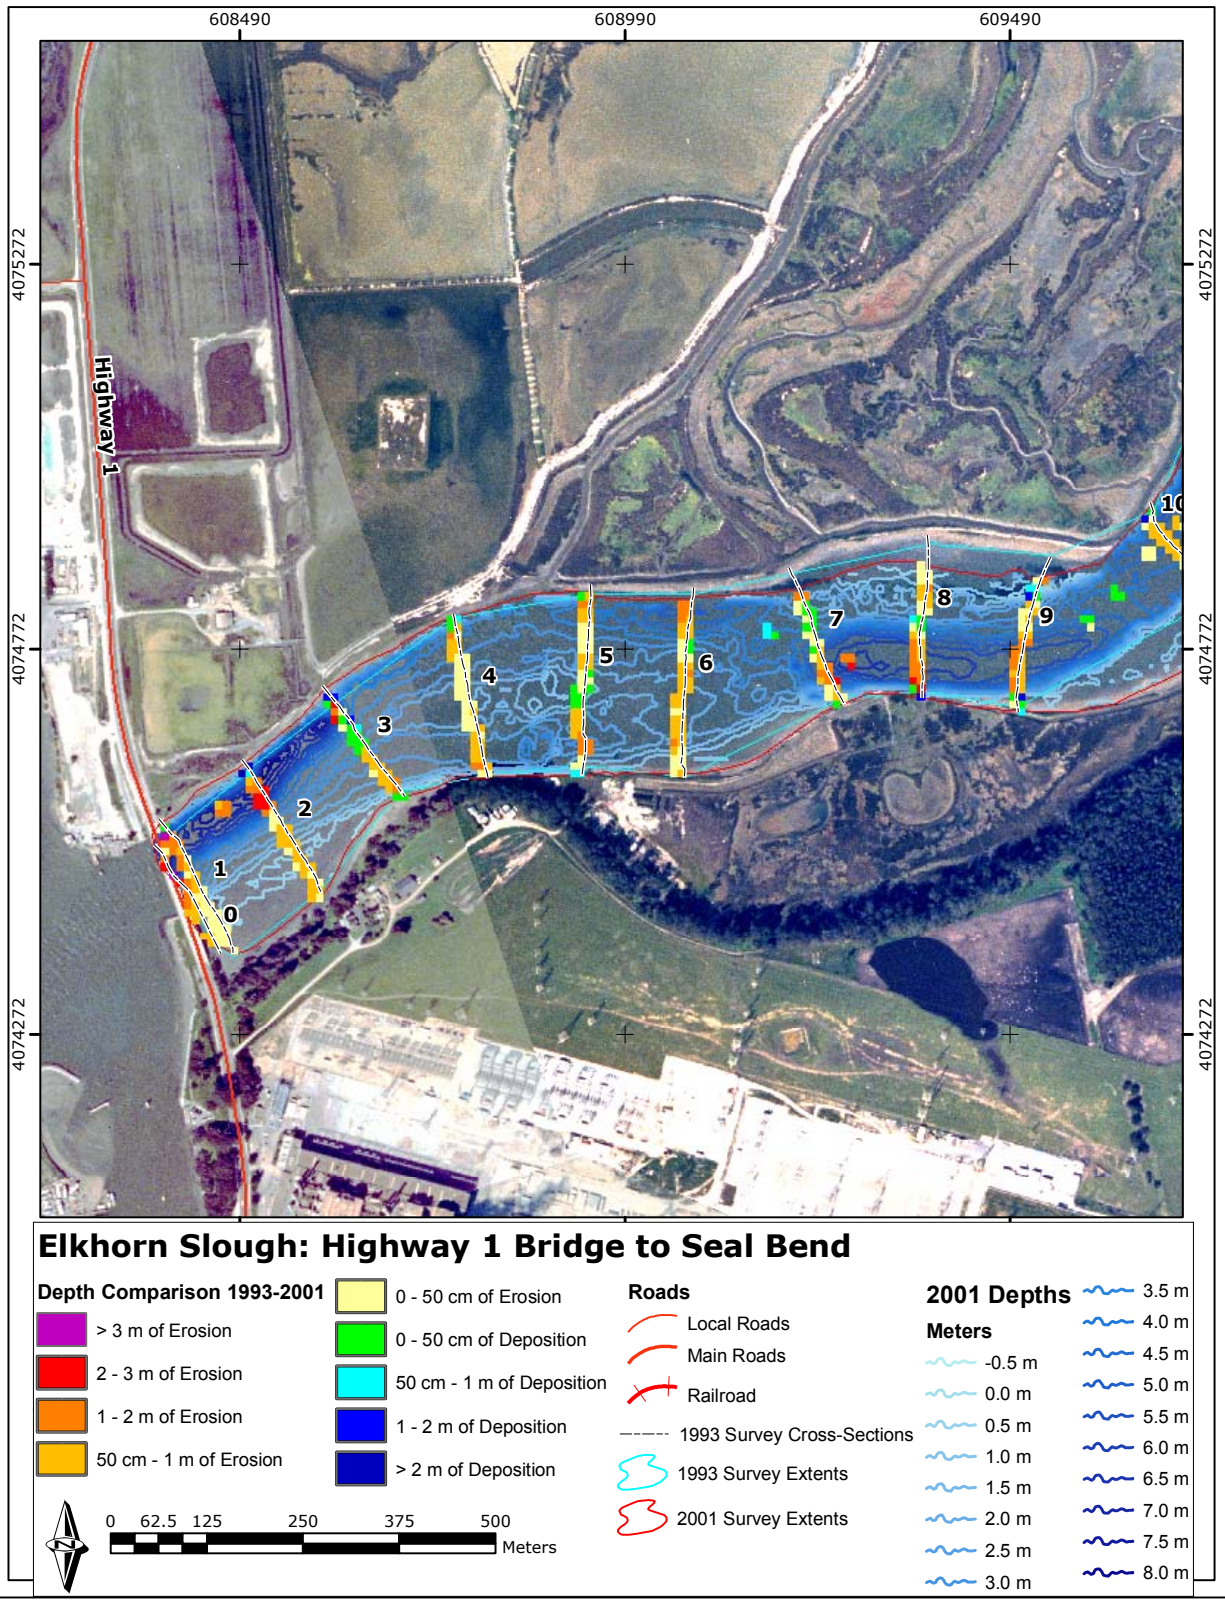 608490 608990 609490
4075272 4075272
Highway 1
10
8
9
7
5
6
4
3
2
1
0
4074772 4074772
4074272 4074272
Elkhorn Slough: Highway 1 Bridge to Seal Bend
Depth Comparison 1993-2001
> 3 m of Erosion
2 - 3 m of Erosion
1 - 2 m of Erosion
50 cm - 1 m of Erosion
0 - 50 cm of Erosion
0 - 50 cm of Deposition
50 cm - 1 m of Deposition
1 - 2 m of Deposition
> 2 m of Deposition
Roads
Local Roads
Main Roads
Railroad
1993 Survey Cross-Sections
1993 Survey Extents
2001 Survey Extents
2001 Depths
Meters
-0.5 m
0.0 m
0.5 m
1.0 m
1.5 m
2.0 m
2.5 m
3.0 m
3.5 m
4.0 m
4.5 m
5.0 m
5.5 m
6.0 m
6.5 m
7.0 m
7.5 m
8.0 m
N
0 62.5 125 250 375 500
Meters